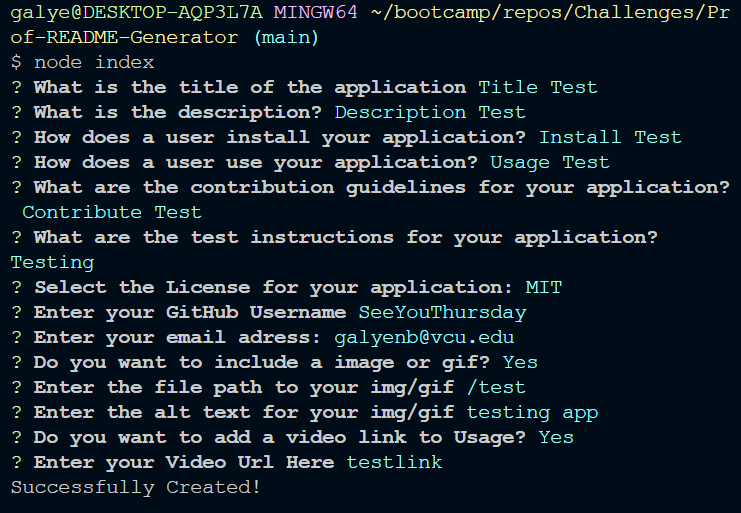 galye@DESKTOP-AQP3L7A MINGW64 ~/bootcamp/repos/Challenges/Pr
of-README-Generator (main)
$ node index
? What is the title of the application Title Test
? What is the description? Description Test
? How does a user install your application? Install Test
? How does a user use your application? Usage Test
? What are the contribution guidelines for your application?
Contribute Test
? What are the test instructions for your application?
Testing
? Select the License for your application: MIT
? Enter your GitHub Username SeeYouThursday
? Enter your email adress: galyenb@vcu.edu
? Do you want to include a image or gif? Yes
? Enter the file path to your img/gif /test
? Enter the alt text for your img/gif testing app
? Do you want to add a video link to Usage? Yes
? Enter your Video Url Here testlink
Successfully Created!